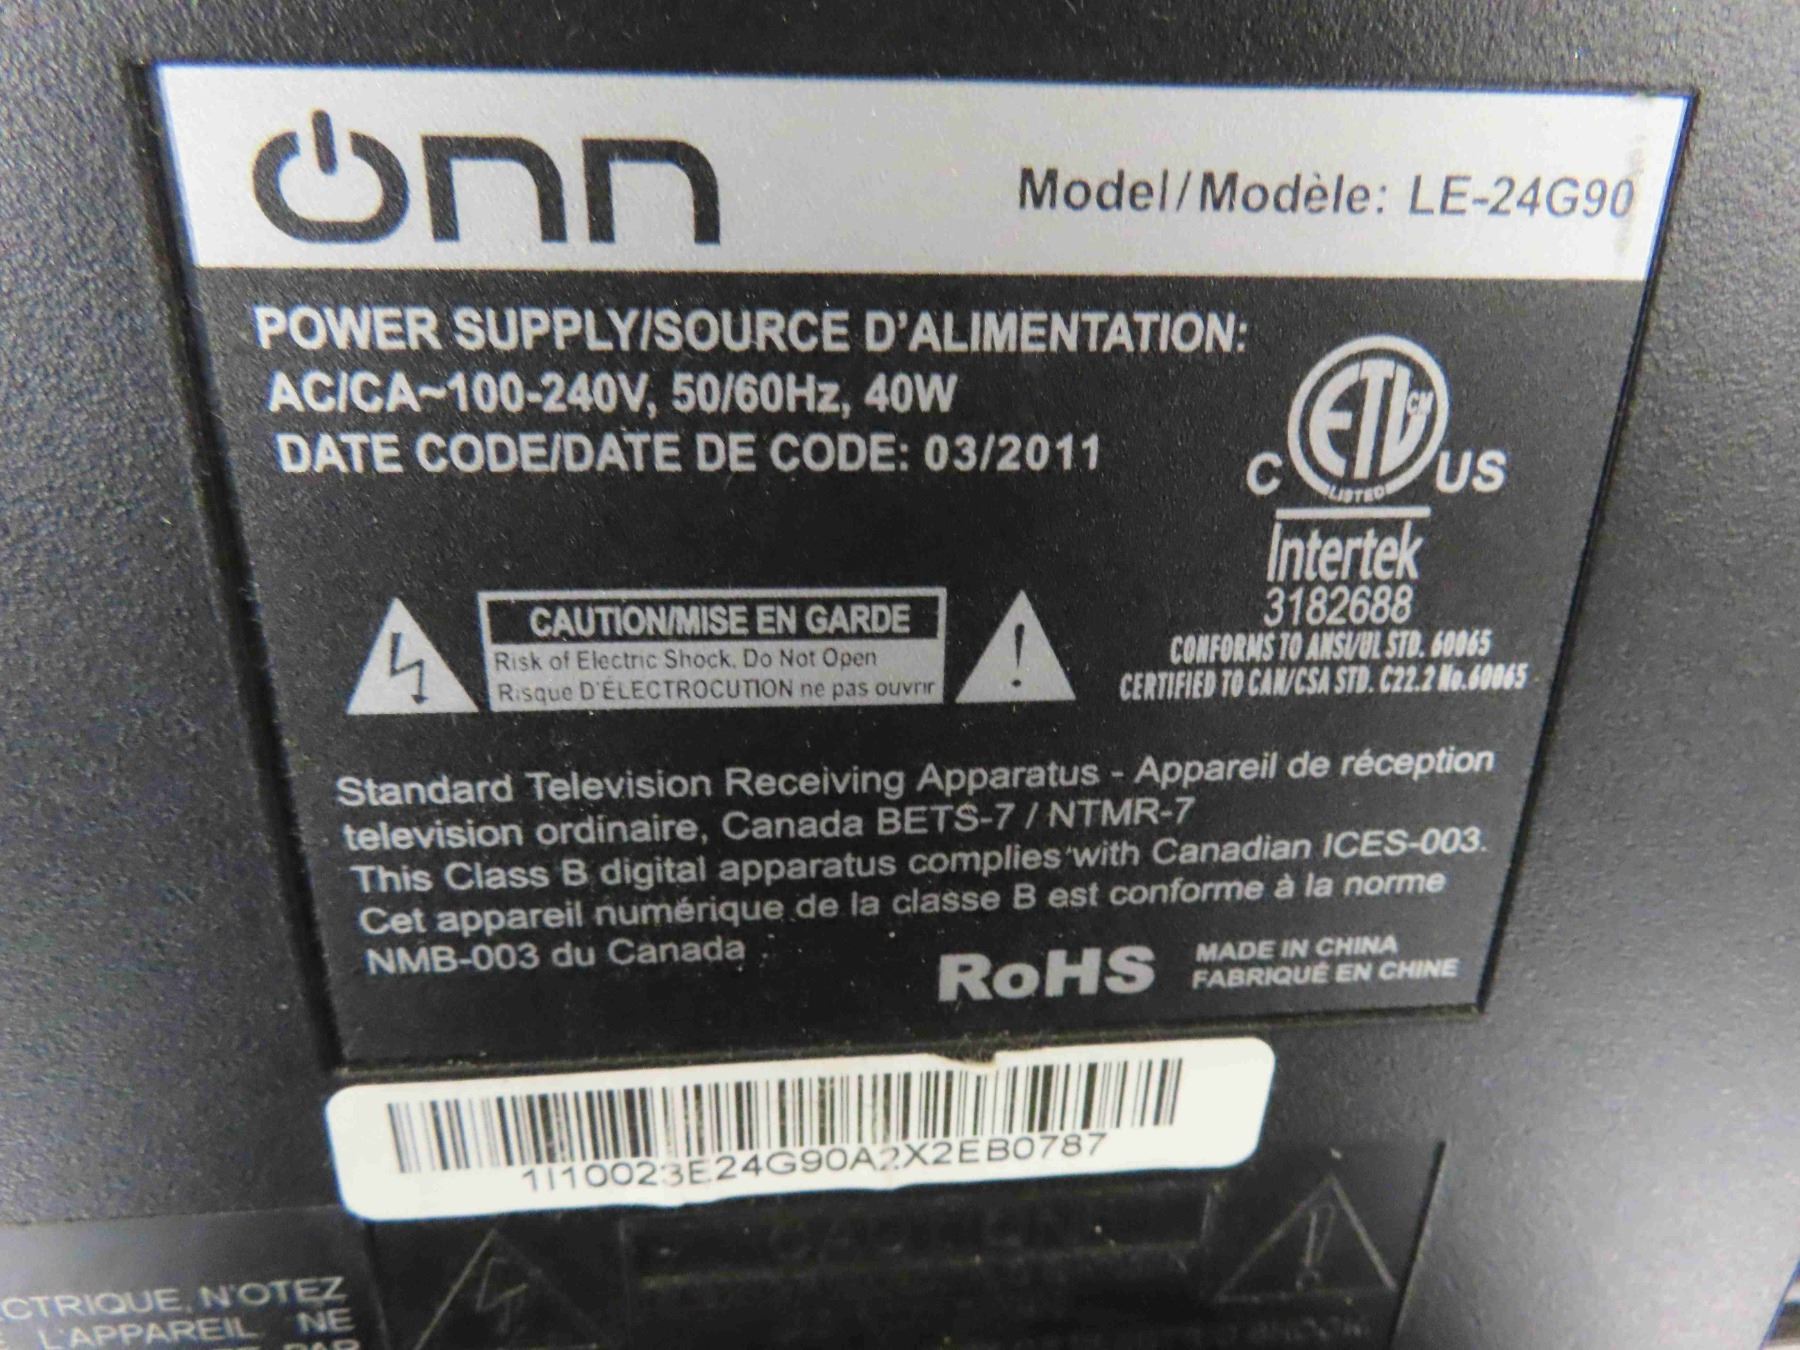 onn
Model/Modèle: LE-24G90
POWER SUPPLY/SOURCE D'ALIMENTATION:
AC/CA~100-240V, 50/60Hz, 40W
DATE CODE/DATE DE CODE: 03/2011
C ETL CM US
LISTED
Intertek
3182688
CONFORMS TO ANSI/UL STD. 60065
CERTIFIED TO CAN/CSA STD. C22.2 No.60065
CAUTION/MISE EN GARDE
Risk of Electric Shock. Do Not Open
Risque D'ÉLECTROCUTION ne pas ouvrir
Standard Television Receiving Apparatus - Appareil de réception
television ordinaire, Canada BETS-7 / NTMR-7
This Class B digital apparatus complies with Canadian ICES-003.
Cet appareil numérique de la classe B est conforme à la norme
NMB-003 du Canada
RoHS
MADE IN CHINA
FABRIQUÉ EN CHINE
1I10023E24G90A2X2EB0787
CAUTION
CTRIQUE, N'OTEZ
L'APPAREIL NE
PAR